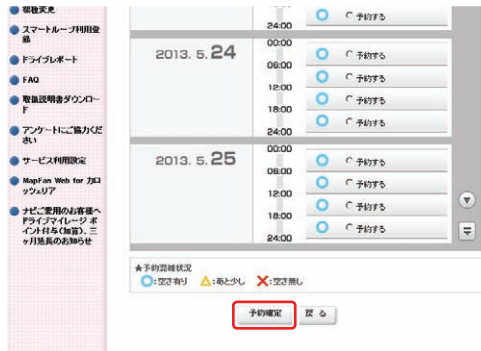 機種変更
スマートループ利用登
録
ドライブレポート
FAQ
取扱説明書ダウンロー
ド
アンケートにご協力くだ
さい
サービス利用設定
MapFan Web for カロ
ッツェリア
ナビご愛用のお客様へ
ドライブマイレージ ポ
イント付与(加算)、三
ヶ月延長のお知らせ
24:00
予約する
2013. 5. 24
00:00
予約する
06:00
予約する
12:00
予約する
18:00
予約する
24:00
2013. 5. 25
00:00
予約する
06:00
予約する
12:00
予約する
18:00
予約する
24:00
★予約混雑状況
:空き有り :あと少し :空き無し
予約確定 戻る